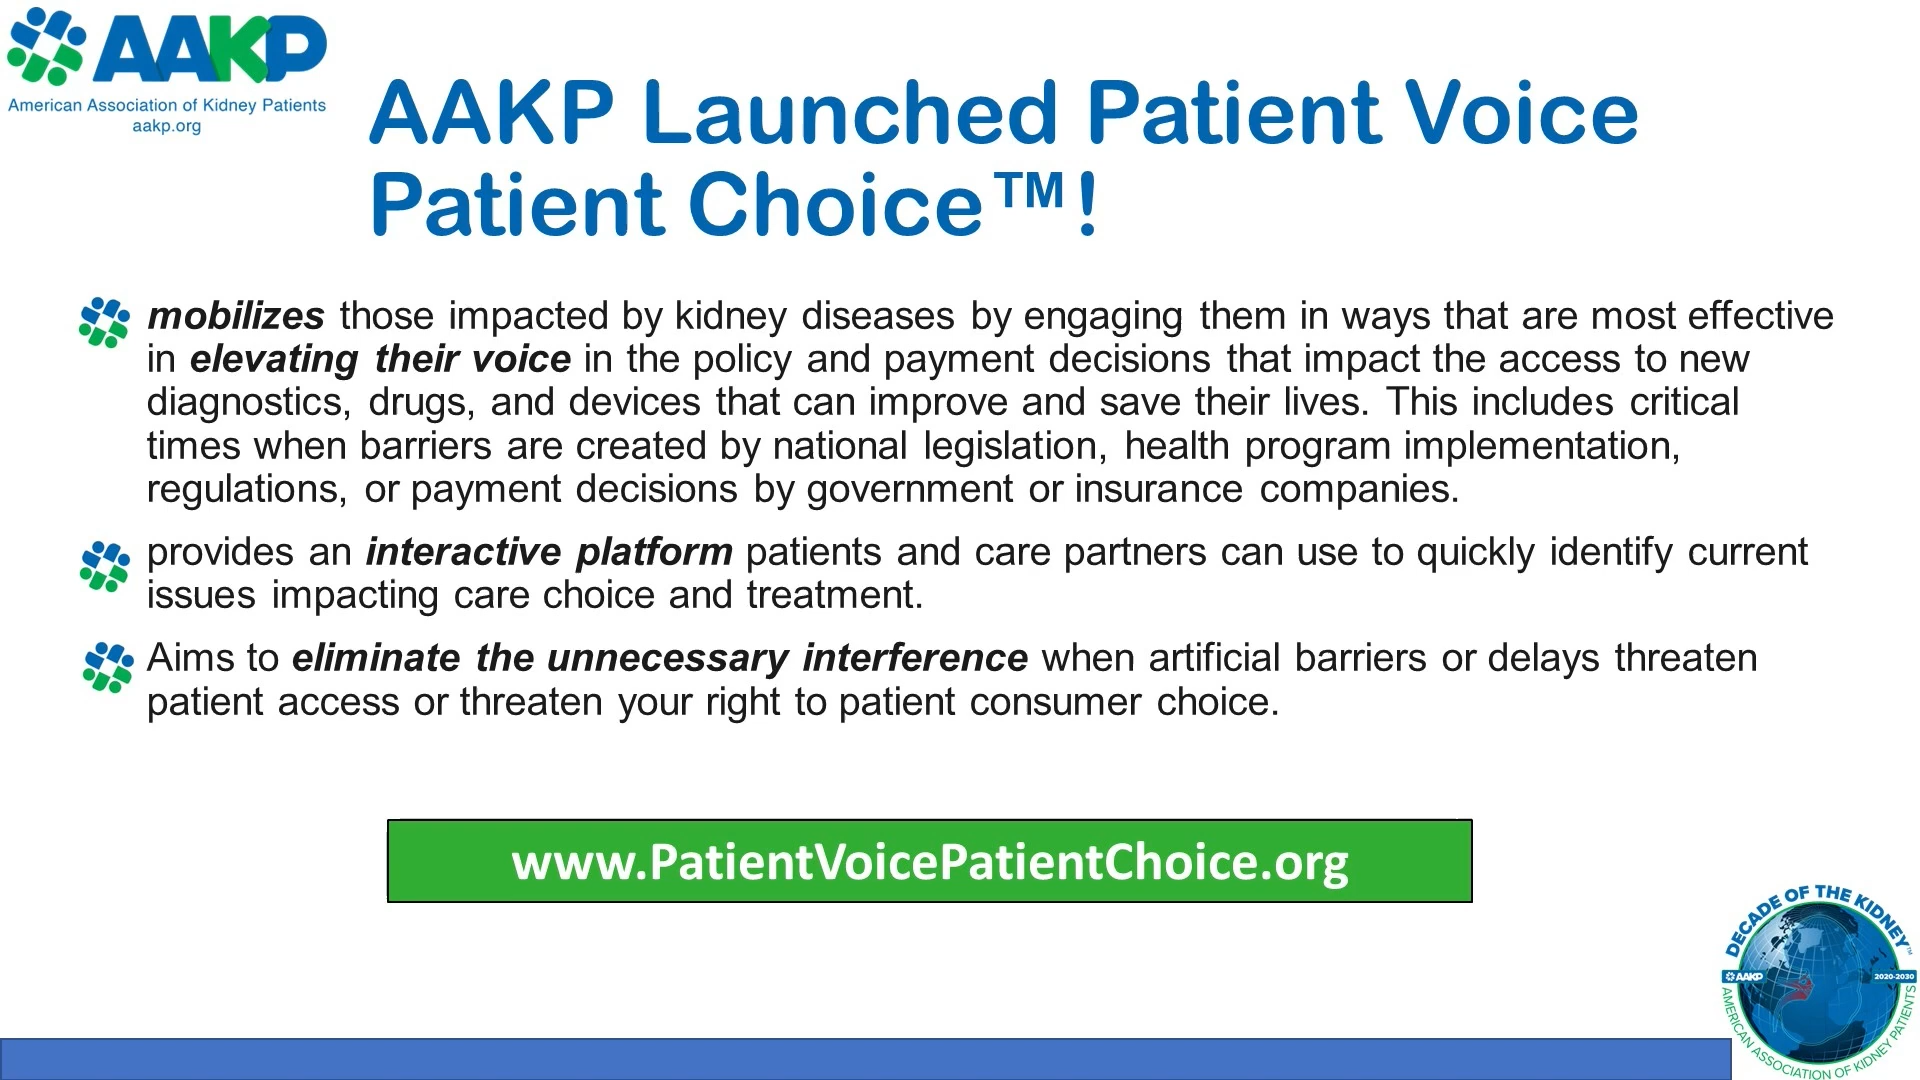 AAKP
American Association of Kidney Patients
aakp.org
AAKP Launched Patient Voice
Patient Choice™!
mobilizes those impacted by kidney diseases by engaging them in ways that are most effective
in elevating their voice in the policy and payment decisions that impact the access to new
diagnostics, drugs, and devices that can improve and save their lives. This includes critical
times when barriers are created by national legislation, health program implementation,
regulations, or payment decisions by government or insurance companies.
provides an interactive platform patients and care partners can use to quickly identify current
issues impacting care choice and treatment.
Aims to eliminate the unnecessary interference when artificial barriers or delays threaten
patient access or threaten your right to patient consumer choice.
www.PatientVoicePatientChoice.org
DECADE OF THE KIDNEY™
AAKP
2020-2030
AMERICAN ASSOCIATION OF KIDNEY PATIENTS